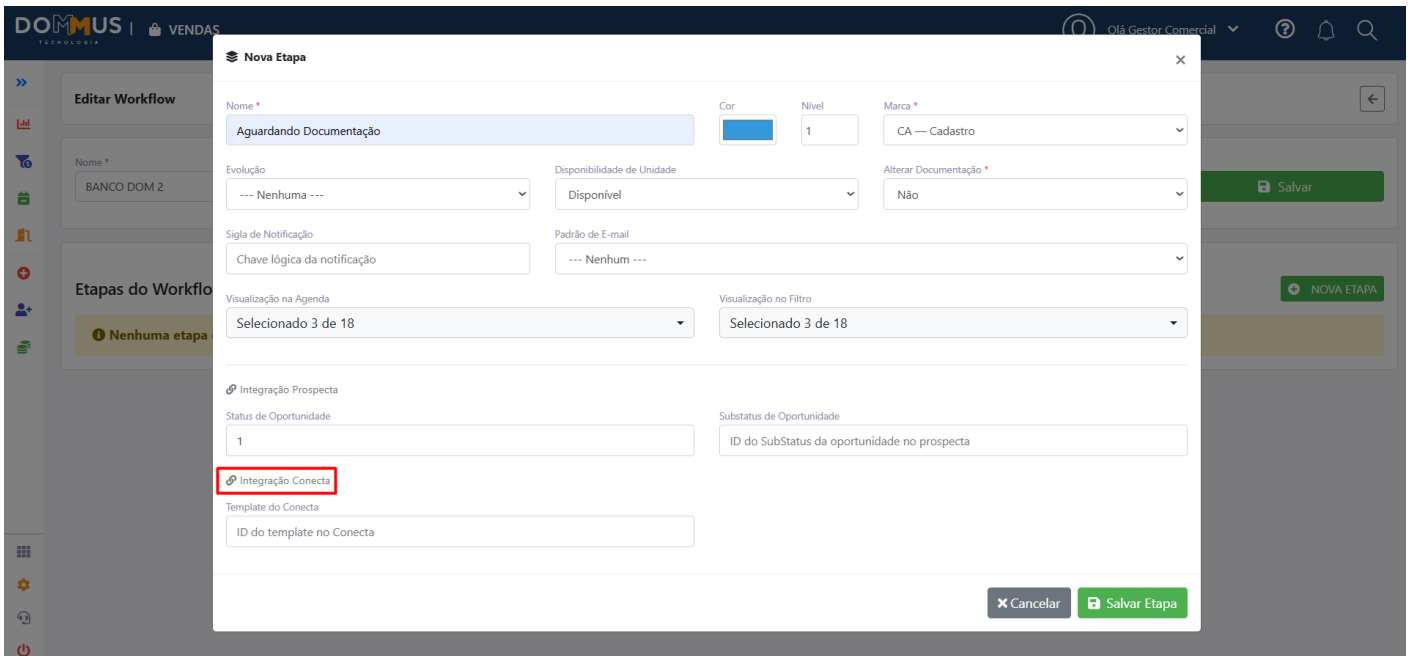 DOMMUS | VENDAS
TECNOLOGIA
Olá Gestor Comercial
Nova Etapa
×
Editar Workflow
Nome *
BANCO DOM 2
Salvar
Etapas do Workflo
NOVA ETAPA
Nenhuma etapa
Nome *
Cor
Nível
Marca *
Aguardando Documentação
1
CA — Cadastro
Evolução
Disponibilidade de Unidade
Alterar Documentação *
--- Nenhuma ---
Disponível
Não
Sigla de Notificação
Padrão de E-mail
Chave lógica da notificação
--- Nenhum ---
Visualização na Agenda
Visualização no Filtro
Selecionado 3 de 18
Selecionado 3 de 18
Integração Prospecta
Status de Oportunidade
Substatus de Oportunidade
1
ID do SubStatus da oportunidade no prospecta
Integração Conecta
Template do Conecta
ID do template no Conecta
Cancelar
Salvar Etapa